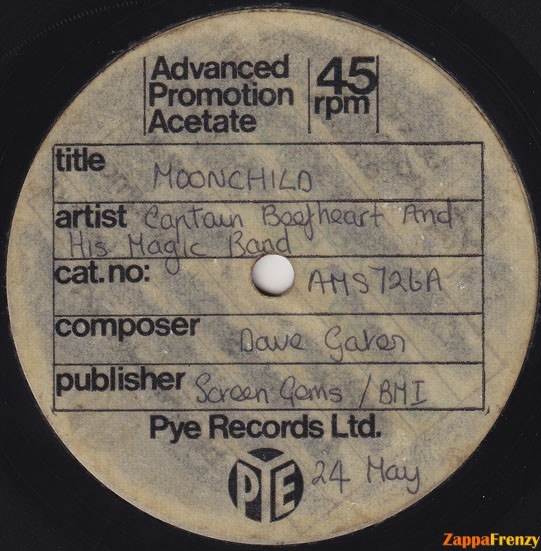 Advanced Promotion Acetate
45 rpm
title MOONCHILD
artist Captain Beefheart And
His Magic Band
cat.no: AMS726A
composer Dave Gates
publisher Screen Gems / BMI
Pye Records Ltd.
PYE
24 May
ZappaFrenzy